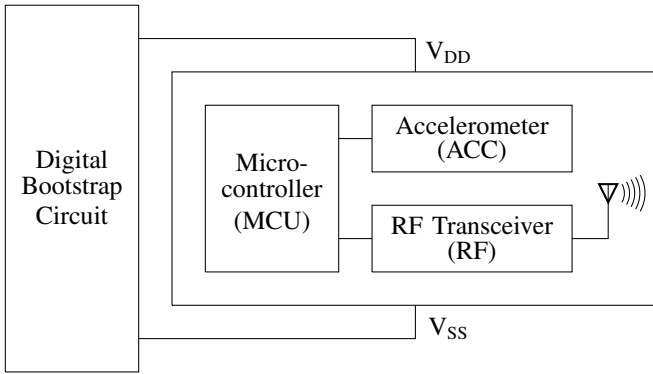 V_DD
Digital
Bootstrap
Circuit
Micro-
controller
(MCU)
Accelerometer
(ACC)
RF Transceiver
(RF)
V_SS